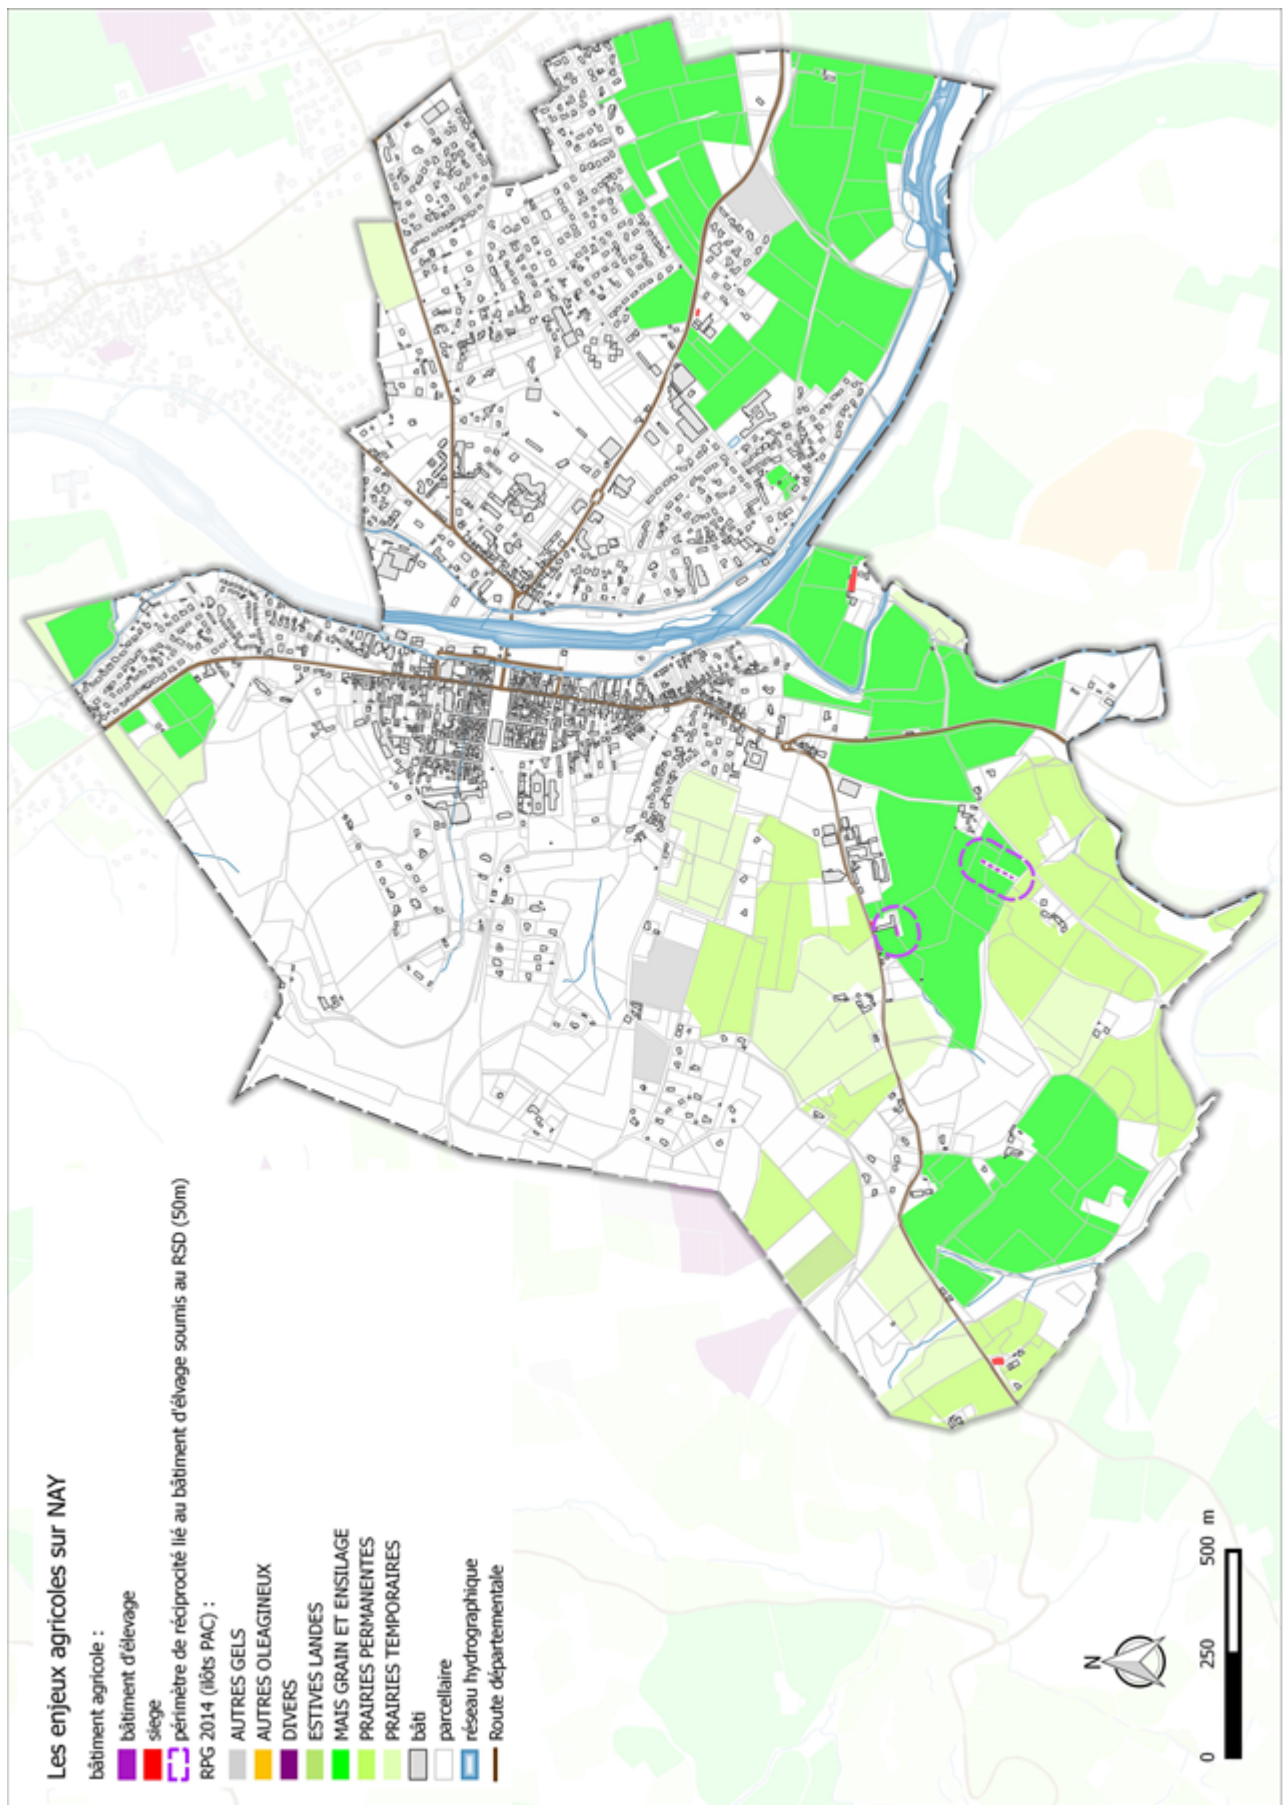 Les enjeux agricoles sur NAY
bâtiment agricole :
bâtiment d'élevage
siege
périmètre de réciprocité lié au bâtiment d'élvage soumis au RSD (50m)
RPG 2014 (ilôts PAC) :
AUTRES GELS
AUTRES OLEAGINEUX
DIVERS
ESTIVES LANDES
MAIS GRAIN ET ENSILAGE
PRAIRIES PERMANENTES
PRAIRIES TEMPORAIRES
bâti
parcellaire
réseau hydrographique
Route départementale
N
0 250 500 m